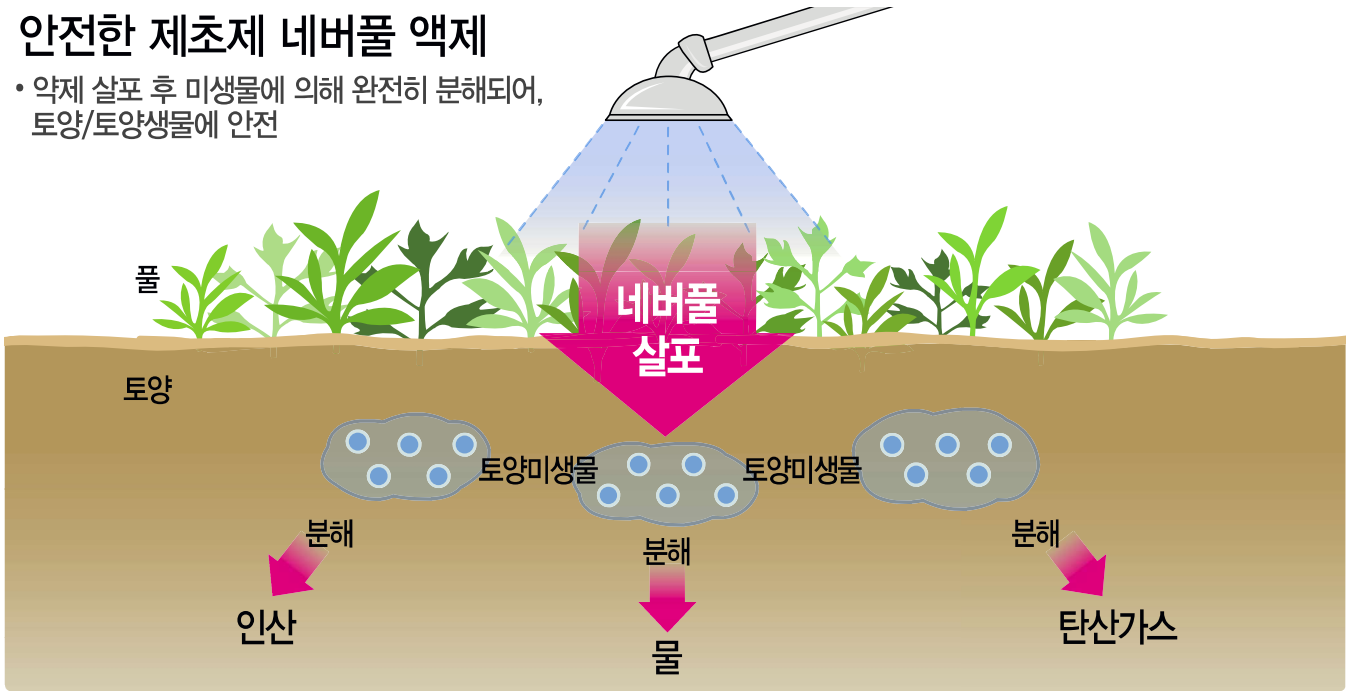 안전한 제초제 네버풀 액제
• 약제 살포 후 미생물에 의해 완전히 분해되어,
토양/토양생물에 안전
풀
네버풀
살포
토양
토양미생물
토양미생물
분해
분해
분해
인산
물
탄산가스